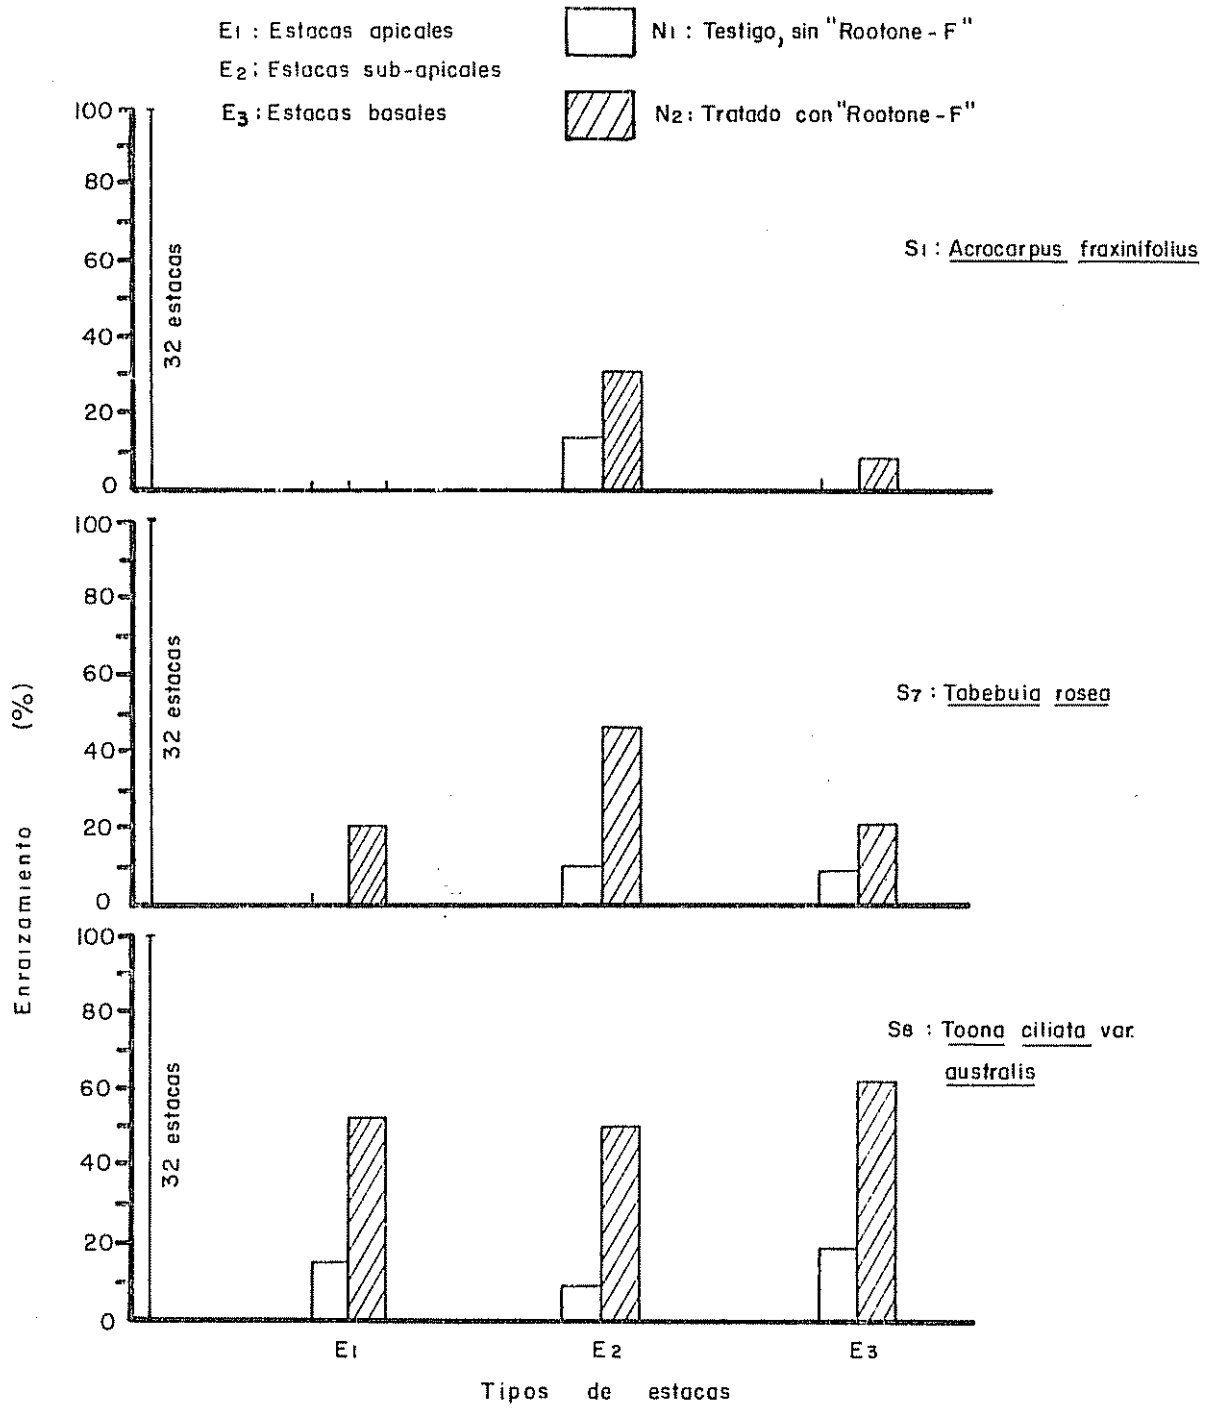 E1 : Estacas apicales
E2 : Estacas sub-apicales
E3 : Estacas basales
N1 : Testigo, sin "Rootone - F"
N2 : Tratado con "Rootone - F"
100
80
60
40
20
0
32 estacas
S1 : Acrocarpus fraxinifolius
100
80
60
40
20
0
32 estacas
S7 : Tabebuia rosea
100
80
60
40
20
0
32 estacas
S8 : Toona ciliata var.
australis
Enraizamiento (%)
E1 E2 E3
Tipos de estacas